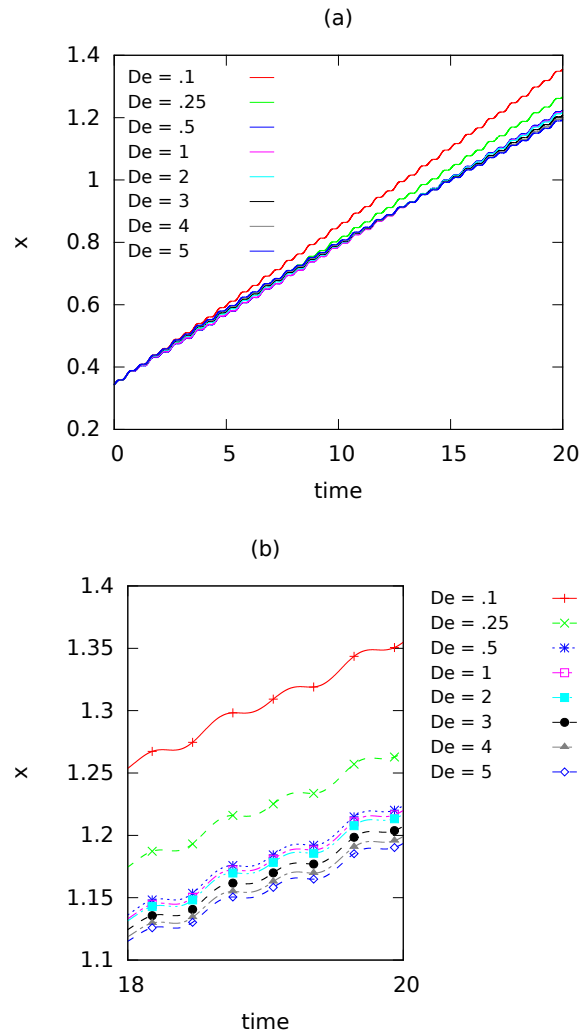 (a)
1.4
1.2
1
0.8
0.6
0.4
0.2
x
De = .1
De = .25
De = .5
De = 1
De = 2
De = 3
De = 4
De = 5
0 5 10 15 20
time
(b)
1.4
1.35
1.3
1.25
1.2
1.15
1.1
x
18 20
time
De = .1
De = .25
De = .5
De = 1
De = 2
De = 3
De = 4
De = 5